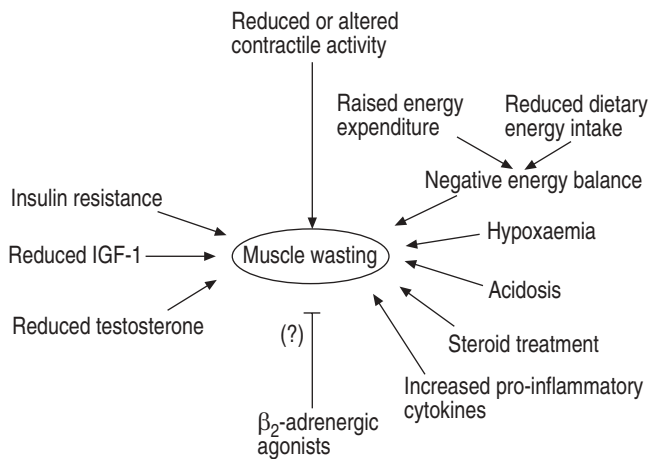 Reduced or altered
contractile activity
Raised energy
expenditure
Reduced dietary
energy intake
Negative energy balance
Insulin resistance
Reduced IGF-1
Muscle wasting
Hypoxaemia
Reduced testosterone
Acidosis
(?)
Steroid treatment
Increased pro-inflammatory
cytokines
β₂-adrenergic
agonists